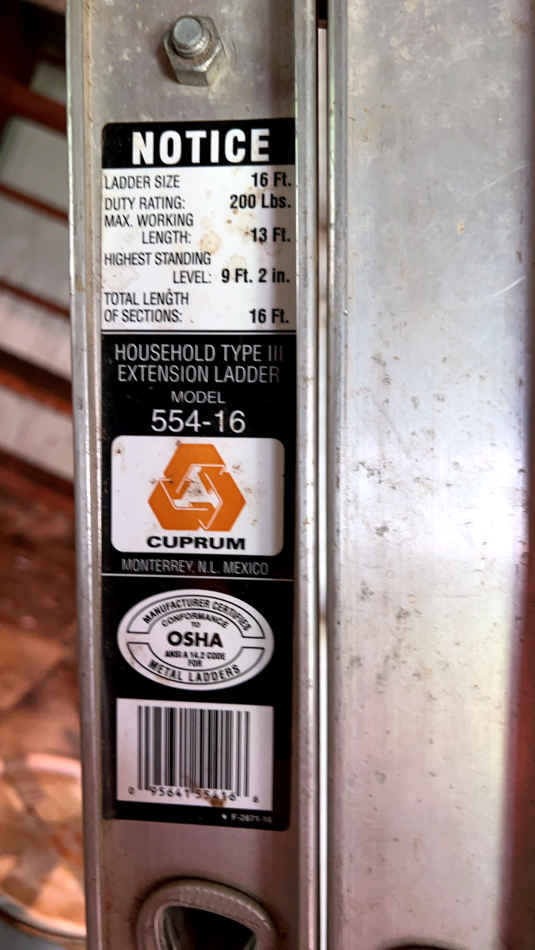 NOTICE
LADDER SIZE 16 Ft.
DUTY RATING: 200 Lbs.
MAX. WORKING
LENGTH: 13 Ft.
HIGHEST STANDING
LEVEL: 9 Ft. 2 in.
TOTAL LENGTH
OF SECTIONS: 16 Ft.
HOUSEHOLD TYPE III
EXTENSION LADDER
MODEL
554-16
CUPRUM
MONTERREY, N.L. MEXICO
MANUFACTURER CERTIFIES
CONFORMANCE
TO
OSHA
ANSI A 14.2 CODE
FOR
METAL LADDERS